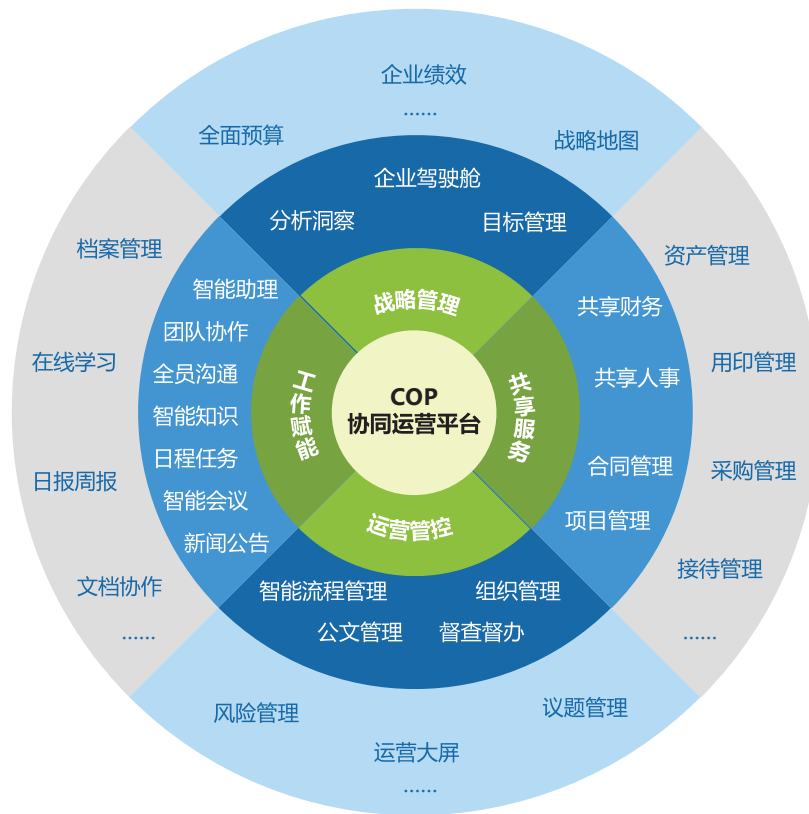 企业绩效
……
全面预算
战略地图
企业驾驶舱
分析洞察
目标管理
档案管理
在线学习
日报周报
文档协作
……
智能助理
团队协作
全员沟通
智能知识
日程任务
智能会议
新闻公告
战略管理
工作赋能
COP
协同运营平台
共享服务
运营管控
共享财务
共享人事
合同管理
项目管理
资产管理
用印管理
采购管理
接待管理
……
智能流程管理
组织管理
公文管理
督查督办
风险管理
议题管理
运营大屏
……